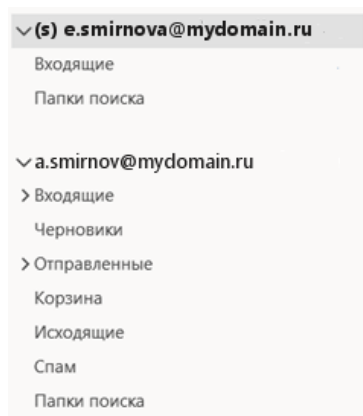 (s) e.smirnova@mydomain.ru
Входящие
Папки поиска
a.smirnov@mydomain.ru
Входящие
Черновики
Отправленные
Корзина
Исходящие
Спам
Папки поиска